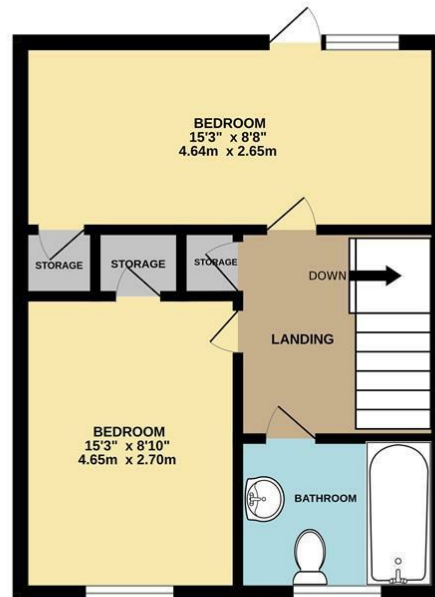 BEDROOM
15'3" x 8'8"
4.64m x 2.65m
STORAGE
STORAGE
STORAGE
DOWN
LANDING
BEDROOM
15'3" x 8'10"
4.65m x 2.70m
BATHROOM